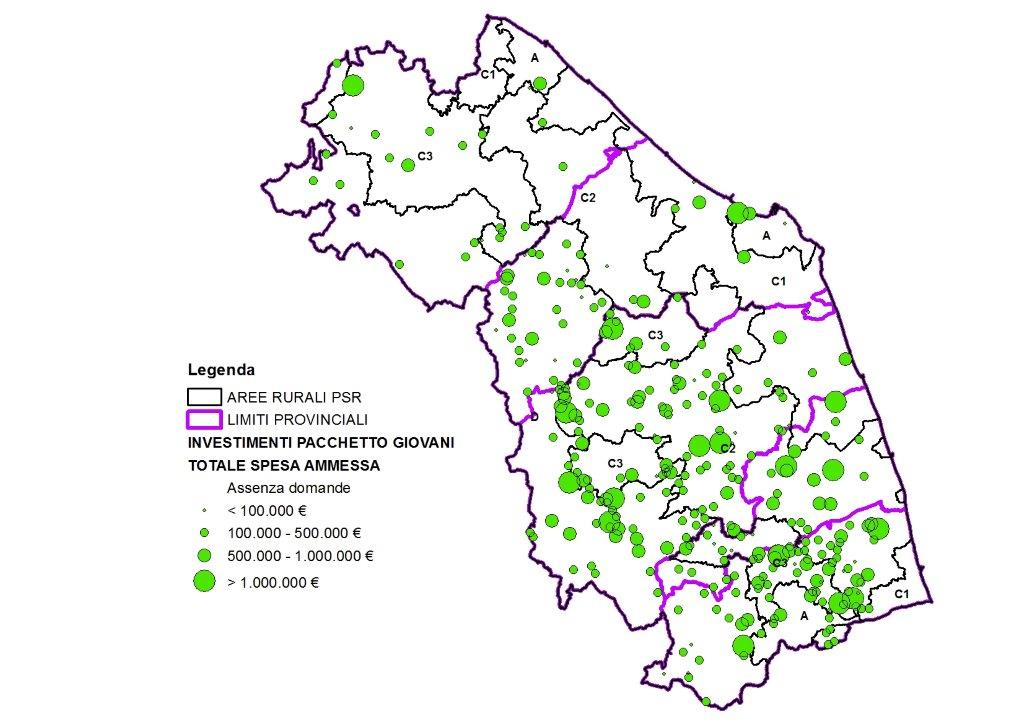 A
C1
C3
C2
A
C1
C3
Legenda
AREE RURALI PSR
LIMITI PROVINCIALI
D
INVESTIMENTI PACCHETTO GIOVANI
TOTALE SPESA AMMESSA
C2
C3
Assenza domande
< 100.000 €
100.000 - 500.000 €
500.000 - 1.000.000 €
C3
> 1.000.000 €
C1
A